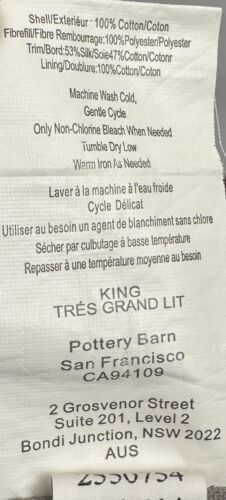 Shell/Extérieur: 100% Cotton/Coton
Fibrefill/Fibre Rembourrage:100%Polyester/Polyester
Trim/Bord:53%Silk/Soie47%Cotton/Cotonr
Lining/Doublure:100%Cotton/Coton
Machine Wash Cold,
Gentle Cycle
Only Non-Chlorine Bleach When Needed
Tumble Dry Low
Warm Iron As Needed
Laver à la machine à l'eau froide
Cycle Délicat
Utiliser au besoin un agent de blanchiment sans chlore
Sécher par culbutage à basse température
Repasser à une température moyenne au besoin
KING
TRÉS GRAND LIT
Pottery Barn
San Francisco
CA94109
2 Grosvenor Street
Suite 201, Level 2
Bondi Junction, NSW 2022
AUS